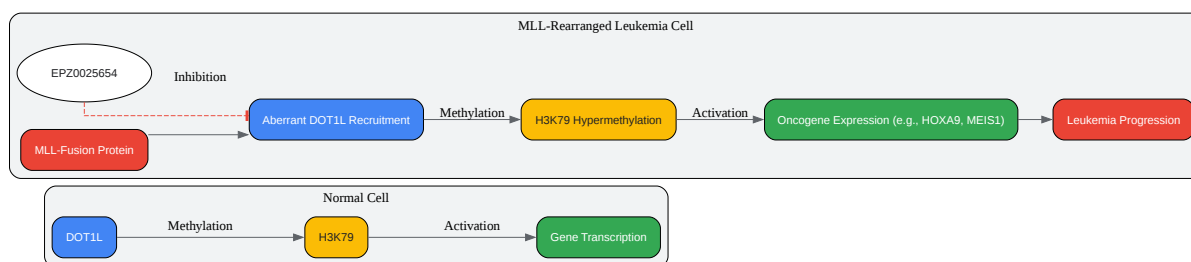 MLL-Rearranged Leukemia Cell
EPZ0025654
Inhibition
Aberrant DOT1L Recruitment
Methylation
H3K79 Hypermethylation
Activation
Oncogene Expression (e.g., HOXA9, MEIS1)
Leukemia Progression
MLL-Fusion Protein
Normal Cell
DOT1L
Methylation
H3K79
Activation
Gene Transcription